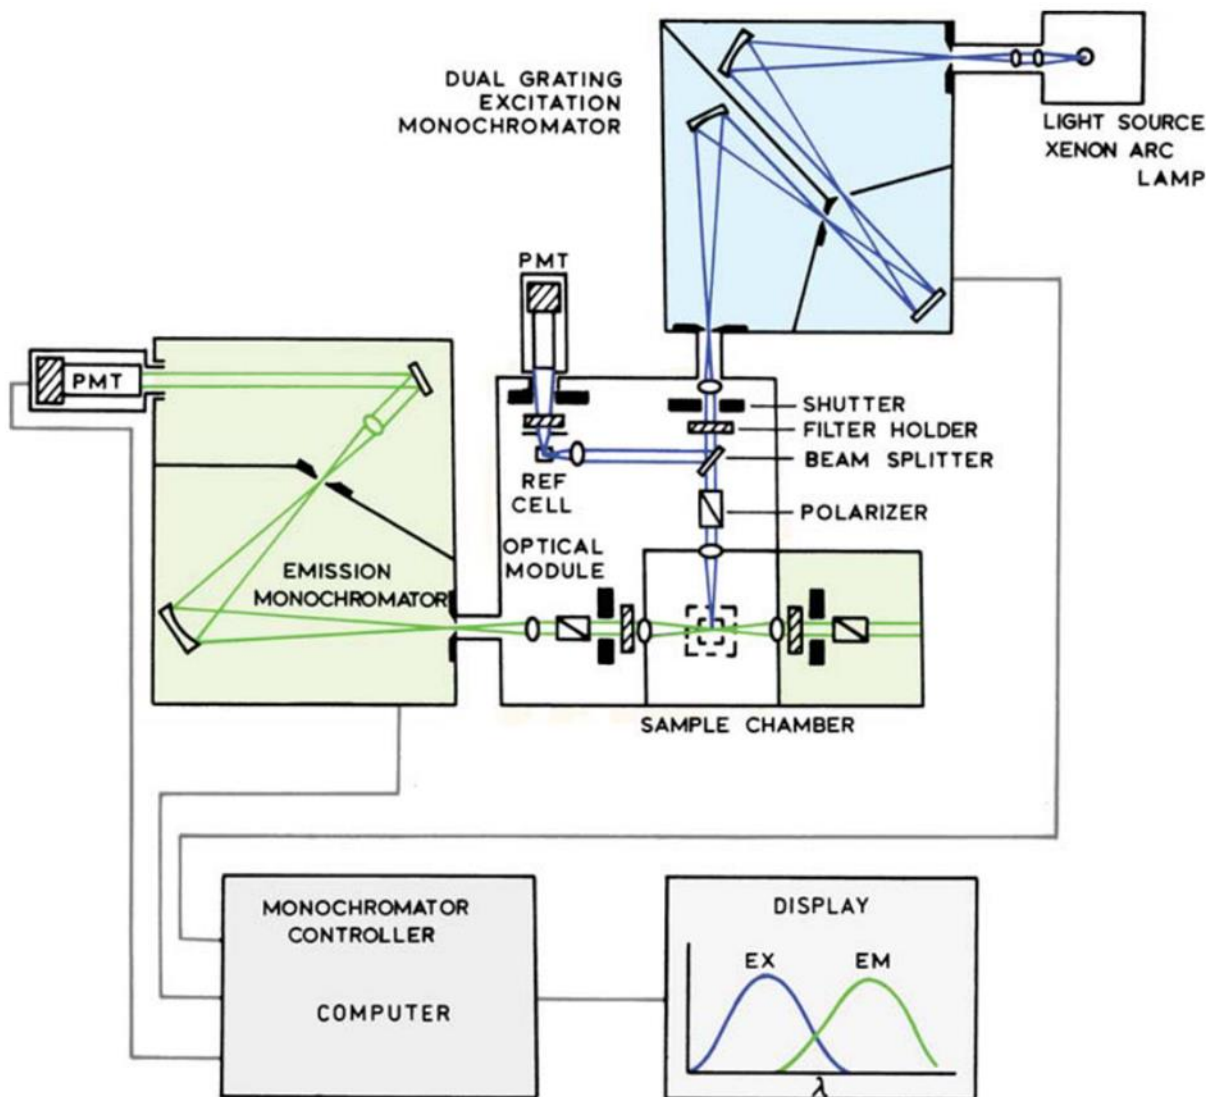 DUAL GRATING
EXCITATION
MONOCHROMATOR
LIGHT SOURCE
XENON ARC
LAMP
PMT
PMT
SHUTTER
FILTER HOLDER
BEAM SPLITTER
REF
CELL
POLARIZER
OPTICAL
MODULE
EMISSION
MONOCHROMATOR
SAMPLE CHAMBER
MONOCHROMATOR
CONTROLLER
COMPUTER
DISPLAY
EX
EM
λ